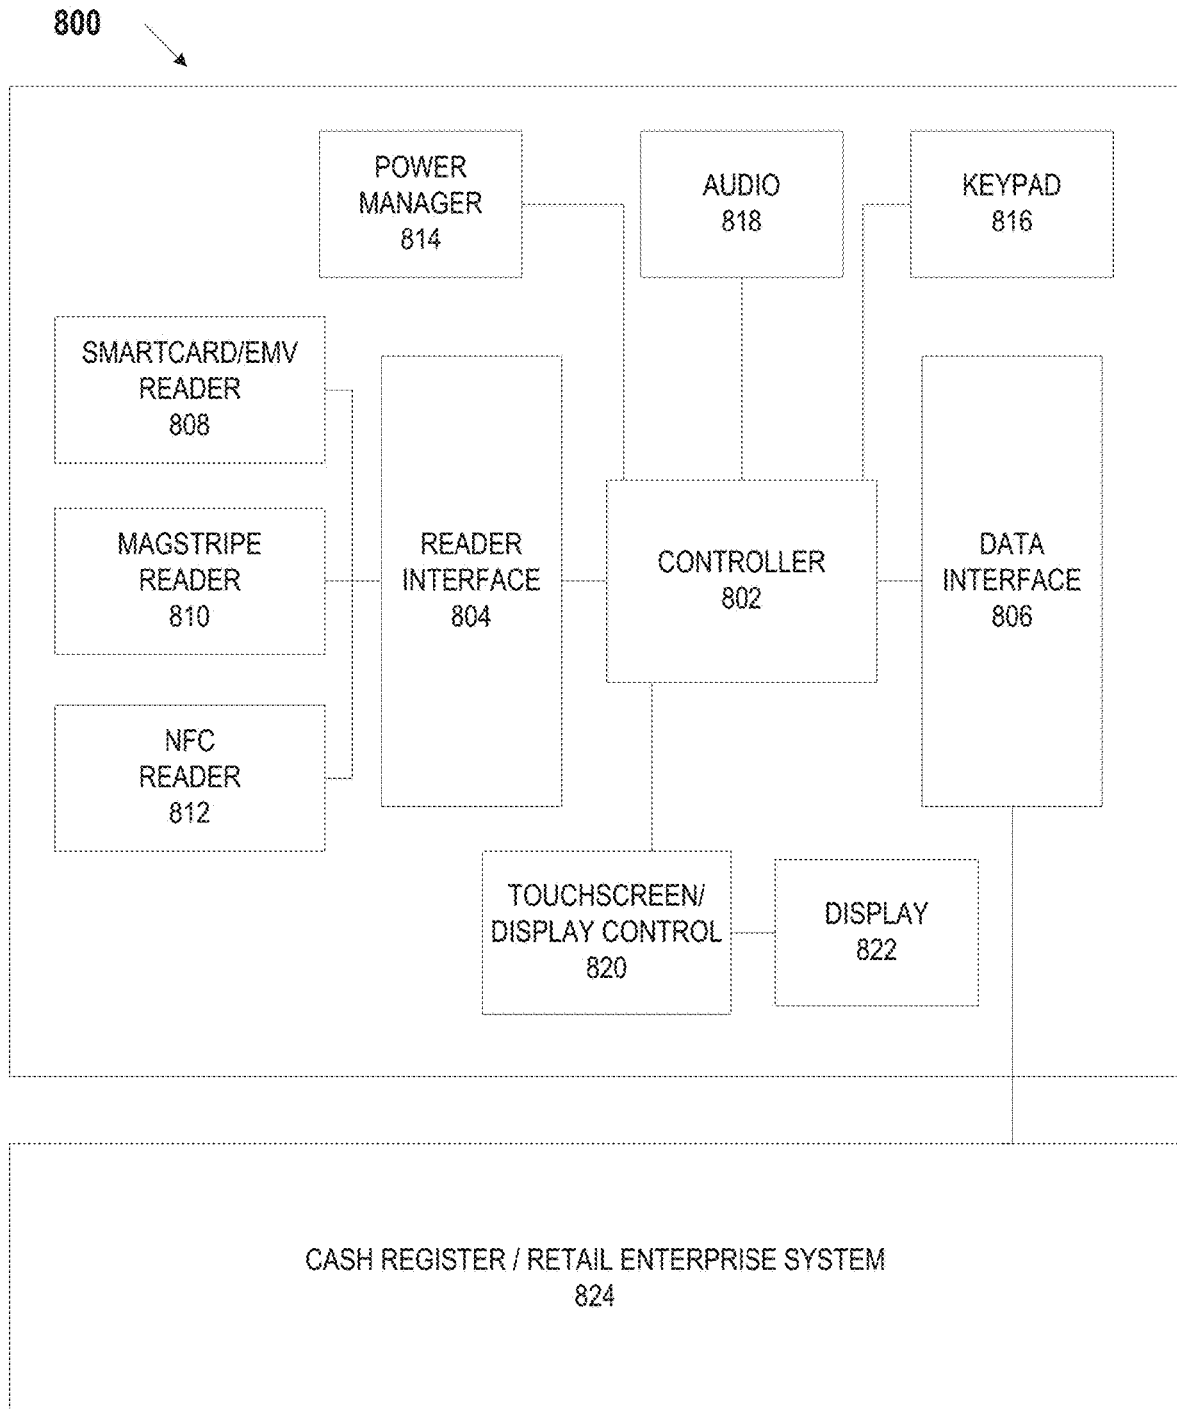 800
POWER
MANAGER
814
AUDIO
818
KEYPAD
816
SMARTCARD/EMV
READER
808
MAGSTRIPE
READER
810
NFC
READER
812
READER
INTERFACE
804
CONTROLLER
802
DATA
INTERFACE
806
TOUCHSCREEN/
DISPLAY CONTROL
820
DISPLAY
822
CASH REGISTER / RETAIL ENTERPRISE SYSTEM
824